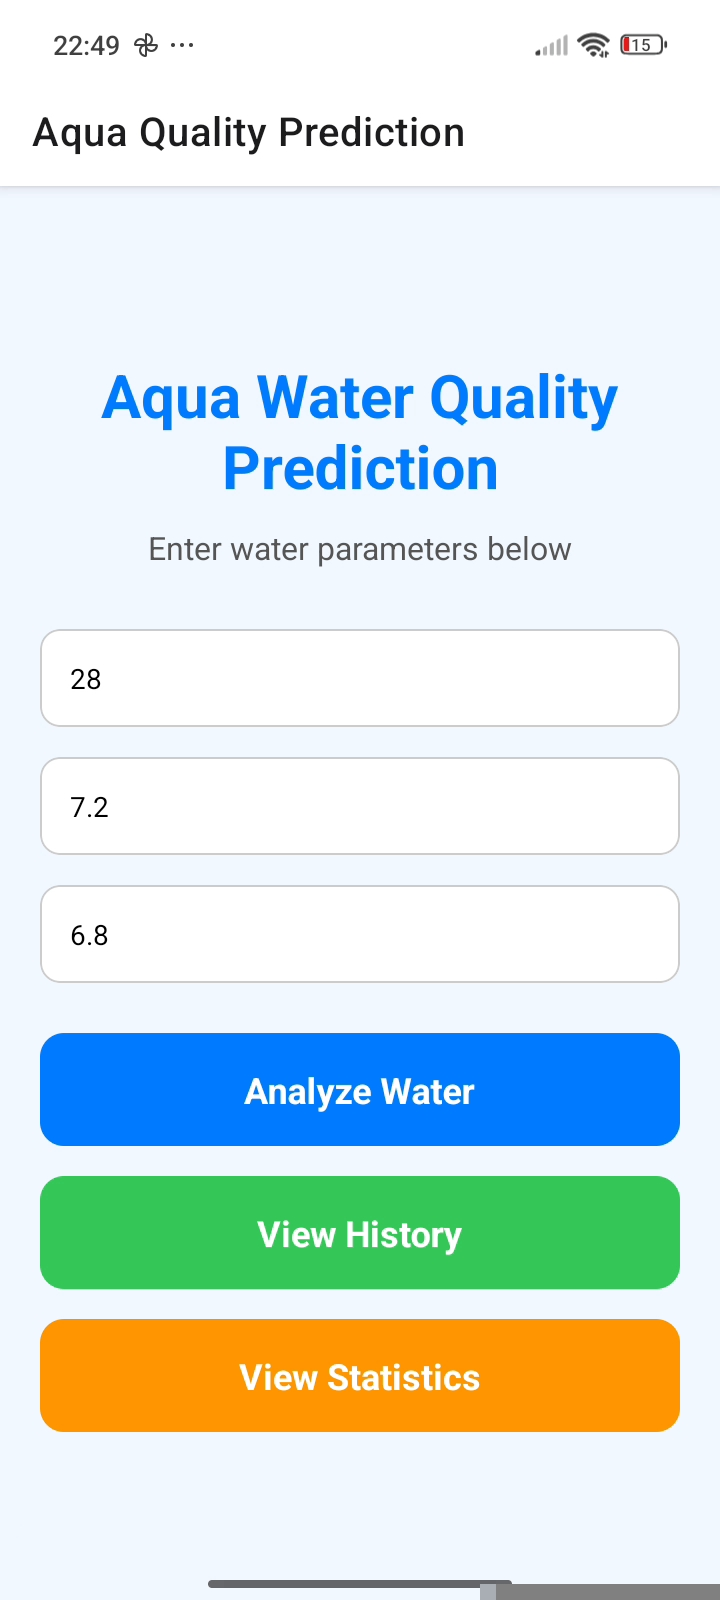 22:49 ...
15
Aqua Quality Prediction
Aqua Water Quality
Prediction
Enter water parameters below
28
7.2
6.8
Analyze Water
View History
View Statistics